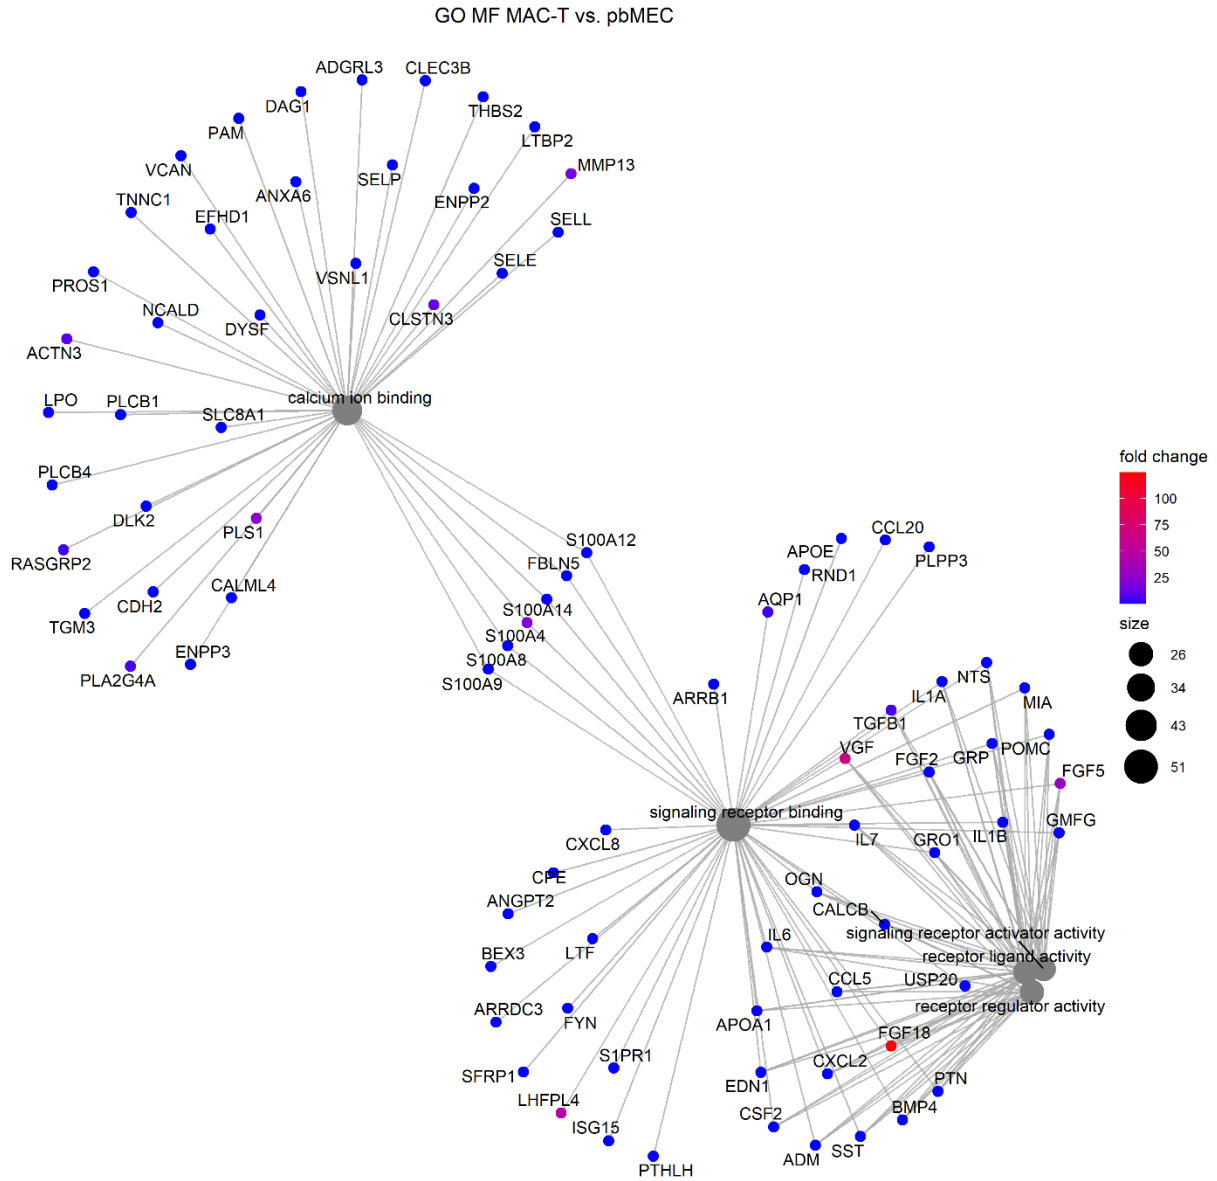 GO MF MAC-T vs. pbMEC
ADGRL3
CLEC3B
DAG1
THBS2
PAM
LTBP2
VCAN
MMP13
SELP
ANXA6
ENPP2
TNNC1
EFHD1
SELL
SELE
VSNL1
PROS1
NCALD
CLSTN3
DYSF
ACTN3
calcium ion binding
LPO
PLCB1
SLC8A1
PLCB4
DLK2
PLS1
RASGRP2
CALML4
CDH2
TGM3
ENPP3
PLA2G4A
S100A12
FBLN5
S100A14
S100A4
S100A8
S100A9
CCL20
APOE
PLPP3
RND1
AQP1
ARRB1
NTS
IL1A
MIA
TGFB1
VGF
FGF2
GRP
POMC
FGF5
signaling receptor binding
GMFG
IL1B
IL7
GRO1
CXCL8
CPE
OGN
ANGPT2
CALCB
signaling receptor activator activity
IL6
BEX3
LTF
receptor ligand activity
CCL5
USP20
receptor regulator activity
ARRDC3
FYN
APOA1
FGF18
S1PR1
CXCL2
SFRP1
EDN1
PTN
LHFPL4
CSF2
BMP4
ISG15
ADM
SST
PTHLH
fold change
100
75
50
25
size
26
34
43
51